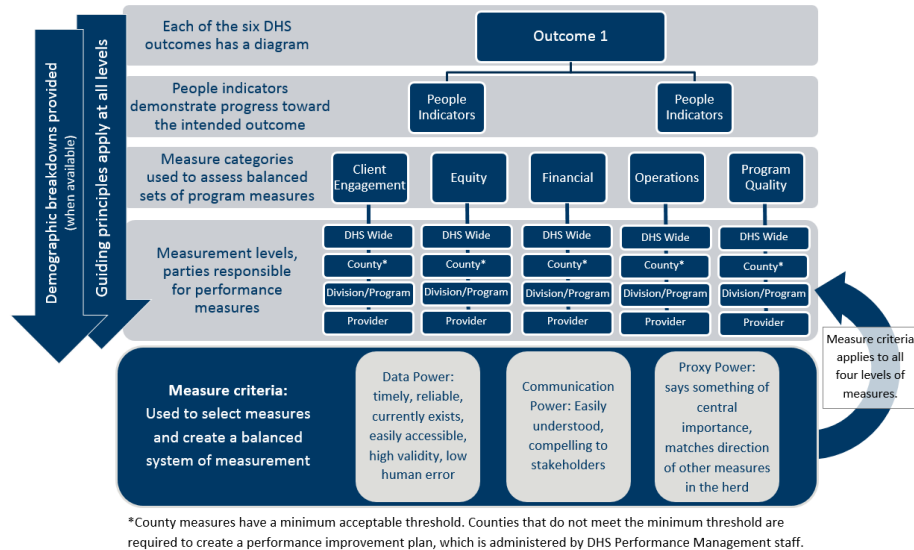 Demographic breakdowns provided
(when available)
Guiding principles apply at all levels
Each of the six DHS
outcomes has a diagram
Outcome 1
People indicators
demonstrate progress toward
the intended outcome
People
Indicators
People
Indicators
Measure categories
used to assess balanced
sets of program measures
Client
Engagement
Equity
Financial
Operations
Program
Quality
Measurement levels,
parties responsible
for performance
measures
DHS Wide
County*
Division/Program
Provider
DHS Wide
County*
Division/Program
Provider
DHS Wide
County*
Division/Program
Provider
DHS Wide
County*
Division/Program
Provider
DHS Wide
County*
Division/Program
Provider
Measure criteria
applies to all
four levels of
measures.
Measure criteria:
Used to select measures
and create a balanced
system of measurement
Data Power:
timely, reliable,
currently exists,
easily accessible,
high validity, low
human error
Communication
Power: Easily
understood,
compelling to
stakeholders
Proxy Power:
says something of
central
importance,
matches direction
of other measures
in the herd
*County measures have a minimum acceptable threshold. Counties that do not meet the minimum threshold are
required to create a performance improvement plan, which is administered by DHS Performance Management staff.